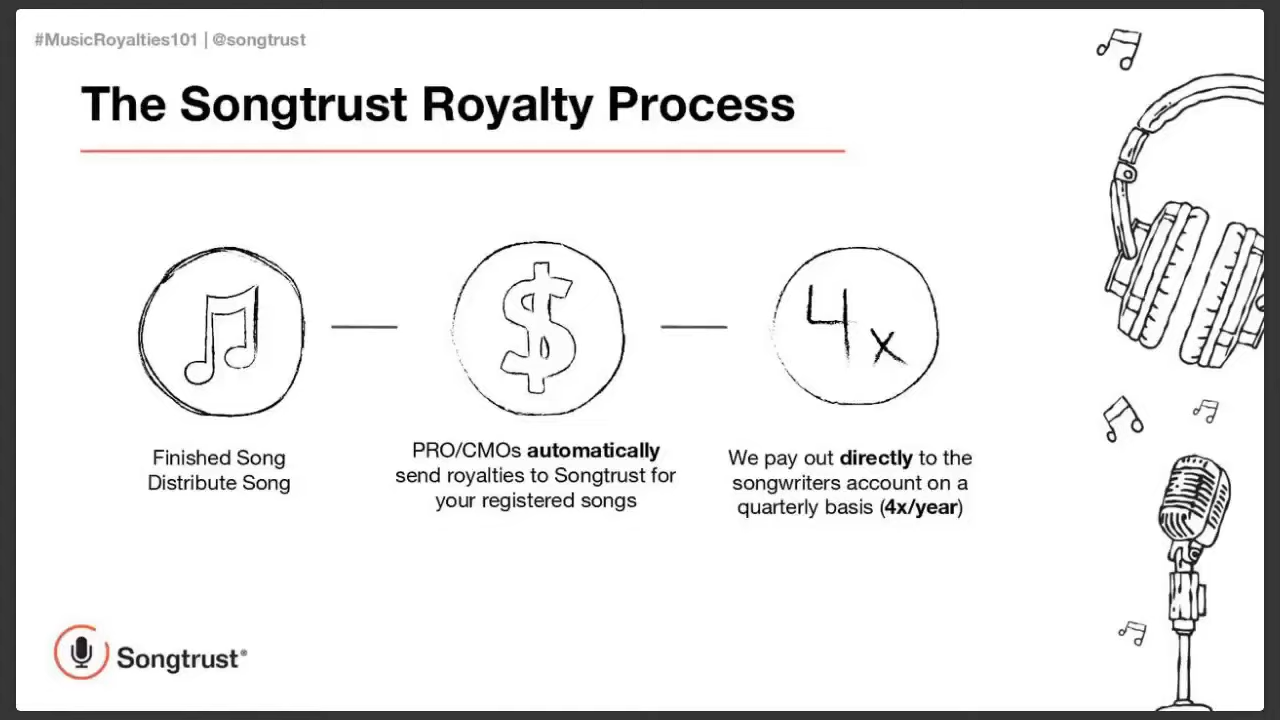 #MusicRoyalties101 | @songtrust
The Songtrust Royalty Process
$
4x
Finished Song
Distribute Song
PRO/CMOs automatically
send royalties to Songtrust for
your registered songs
We pay out directly to the
songwriters account on a
quarterly basis (4x/year)
Songtrust®